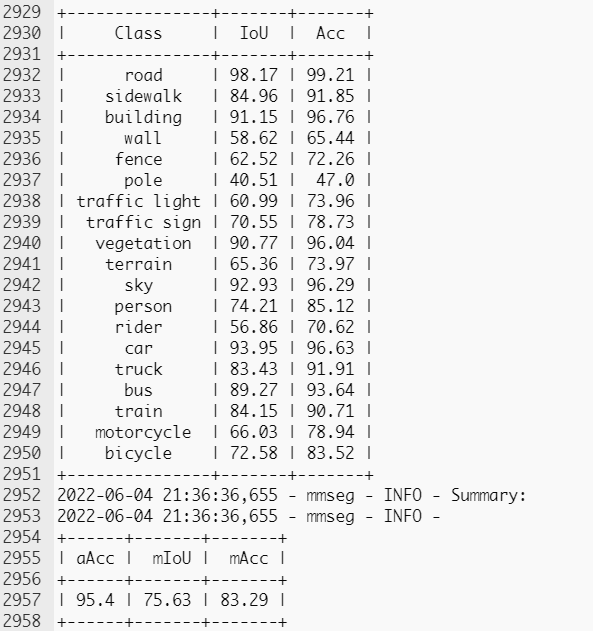 2929 +---------------+-------+-------+
2930 |     Class     |  IoU  |  Acc  |
2931 +---------------+-------+-------+
2932 |      road     | 98.17 | 99.21 |
2933 |    sidewalk   | 84.96 | 91.85 |
2934 |    building   | 91.15 | 96.76 |
2935 |      wall     | 58.62 | 65.44 |
2936 |     fence     | 62.52 | 72.26 |
2937 |      pole     | 40.51 |  47.0 |
2938 | traffic light | 60.99 | 73.96 |
2939 |  traffic sign | 70.55 | 78.73 |
2940 |   vegetation  | 90.77 | 96.04 |
2941 |    terrain    | 65.36 | 73.97 |
2942 |      sky      | 92.93 | 96.29 |
2943 |     person    | 74.21 | 85.12 |
2944 |     rider     | 56.86 | 70.62 |
2945 |      car      | 93.95 | 96.63 |
2946 |     truck     | 83.43 | 91.91 |
2947 |      bus      | 89.27 | 93.64 |
2948 |     train     | 84.15 | 90.71 |
2949 |   motorcycle  | 66.03 | 78.94 |
2950 |    bicycle    | 72.58 | 83.52 |
2951 +---------------+-------+-------+
2952 2022-06-04 21:36:36,655 - mmseg - INFO - Summary:
2953 2022-06-04 21:36:36,655 - mmseg - INFO -
2954 +------+-------+-------+
2955 | aAcc |  mIoU |  mAcc |
2956 +------+-------+-------+
2957 | 95.4 | 75.63 | 83.29 |
2958 +------+-------+-------+